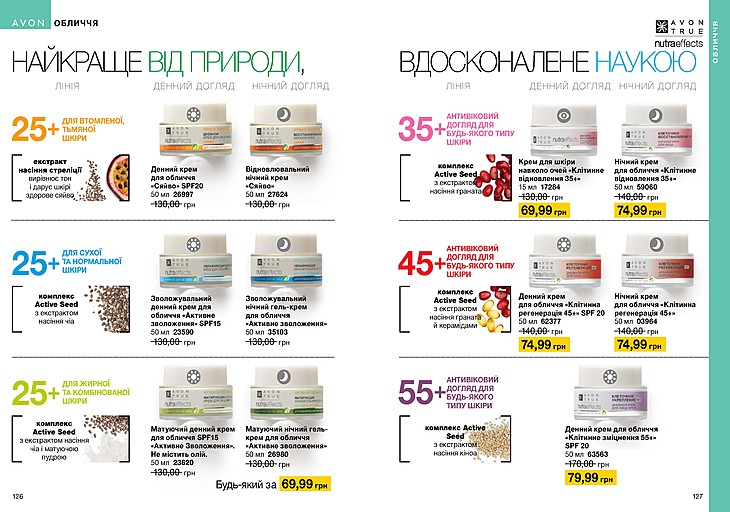 AVON ОБЛИЧЧЯ
НАЙКРАЩЕ ВІД ПРИРОДИ,
ЛІНІЯ ДЕННИЙ ДОГЛЯД НІЧНИЙ ДОГЛЯД
25+ ДЛЯ ВТОМЛЕНОЇ,
ТЬМЯНОЇ
ШКІРИ
екстракт
насіння стреліції
вирівнює тон
і дарує шкірі
здорове сяйво
Денний крем
для обличчя
«Сяйво» SPF20
50 мл 26997
130,00 грн
Відновлювальний
нічний крем
«Сяйво»
50 мл 27624
130,00 грн
25+ ДЛЯ СУХОЇ
ТА НОРМАЛЬНОЇ
ШКІРИ
комплекс
Active Seed
з екстрактом
насіння чіа
Зволожувальний
денний крем для
обличчя «Активне
зволоження» SPF15
50 мл 23590
130,00 грн
Зволожувальний
нічний гель-крем
для обличчя
«Активне зволоження»
50 мл 35103
130,00 грн
25+ ДЛЯ ЖИРНОЇ
ТА КОМБІНОВАНОЇ
ШКІРИ
комплекс
Active Seed
з екстрактом насіння
чіа і матуючою
пудрою
Матуючий денний крем
для обличчя SPF15
«Активне Зволоження».
Не містить олій.
50 мл 23620
130,00 грн
Матуючий нічний гель-
крем для обличчя
«Активне зволоження»
50 мл 26980
130,00 грн
Будь-який за 69,99 грн
126
AVON
TRUE
nutraeffects
ОБЛИЧЧЯ
ВДОСКОНАЛЕНЕ НАУКОЮ
ЛІНІЯ ДЕННИЙ ДОГЛЯД НІЧНИЙ ДОГЛЯД
35+ АНТИВІКОВИЙ
ДОГЛЯД ДЛЯ
БУДЬ-ЯКОГО ТИПУ
ШКІРИ
комплекс
Active Seed
з екстрактом
насіння граната
Крем для шкіри
навколо очей «Клітинне
відновлення 35+»
15 мл 17284
130,00 грн
69,99 грн
Нічний крем
для обличчя «Клітинне
відновлення 35+»
50 мл 59060
140,00 грн
74,99 грн
45+ АНТИВІКОВИЙ
ДОГЛЯД ДЛЯ
БУДЬ-ЯКОГО ТИПУ
ШКІРИ
комплекс
Active Seed
з екстрактом
насіння граната
й керамідами
Денний крем
для обличчя «Клітинна
регенерація 45+» SPF 20
50 мл 62377
140,00 грн
74,99 грн
Нічний крем
для обличчя «Клітинна
регенерація 45+»
50 мл 03964
140,00 грн
74,99 грн
55+ АНТИВІКОВИЙ
ДОГЛЯД ДЛЯ
БУДЬ-ЯКОГО
ТИПУ ШКІРИ
комплекс Active
Seed
з екстрактом
насіння кіноа
Денний крем для обличчя
«Клітинне зміцнення 55+»
SPF 20
50 мл 63563
170,00 грн
79,99 грн
127